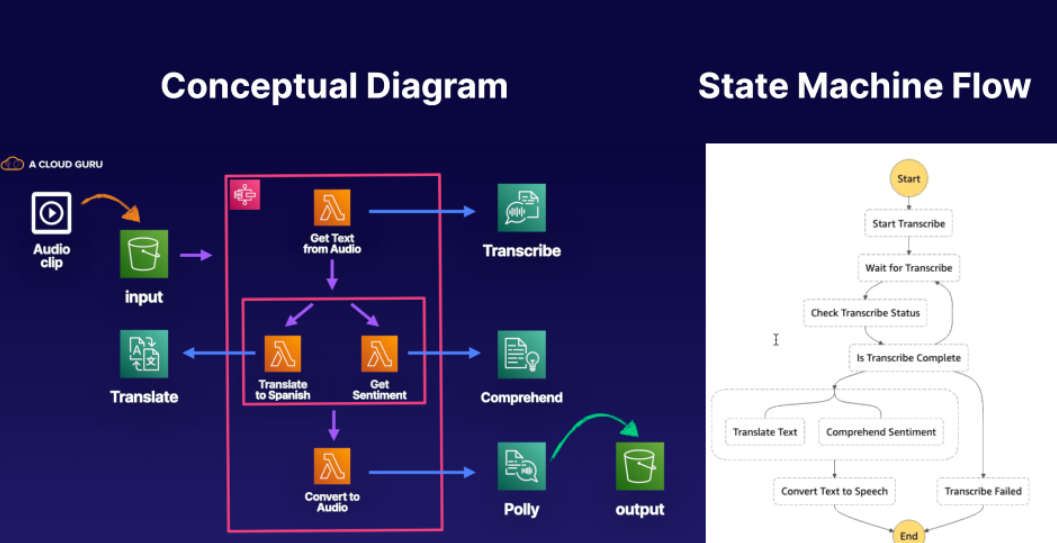 Conceptual Diagram
State Machine Flow
A CLOUD GURU
Audio
clip
input
Get Text
from Audio
Transcribe
Translate
Translate
to Spanish
Get
Sentiment
Comprehend
Convert to
Audio
Polly
output
Start
Start Transcribe
Wait for Transcribe
Check Transcribe Status
Is Transcribe Complete
Translate Text
Comprehend Sentiment
Convert Text to Speech
Transcribe Failed
End